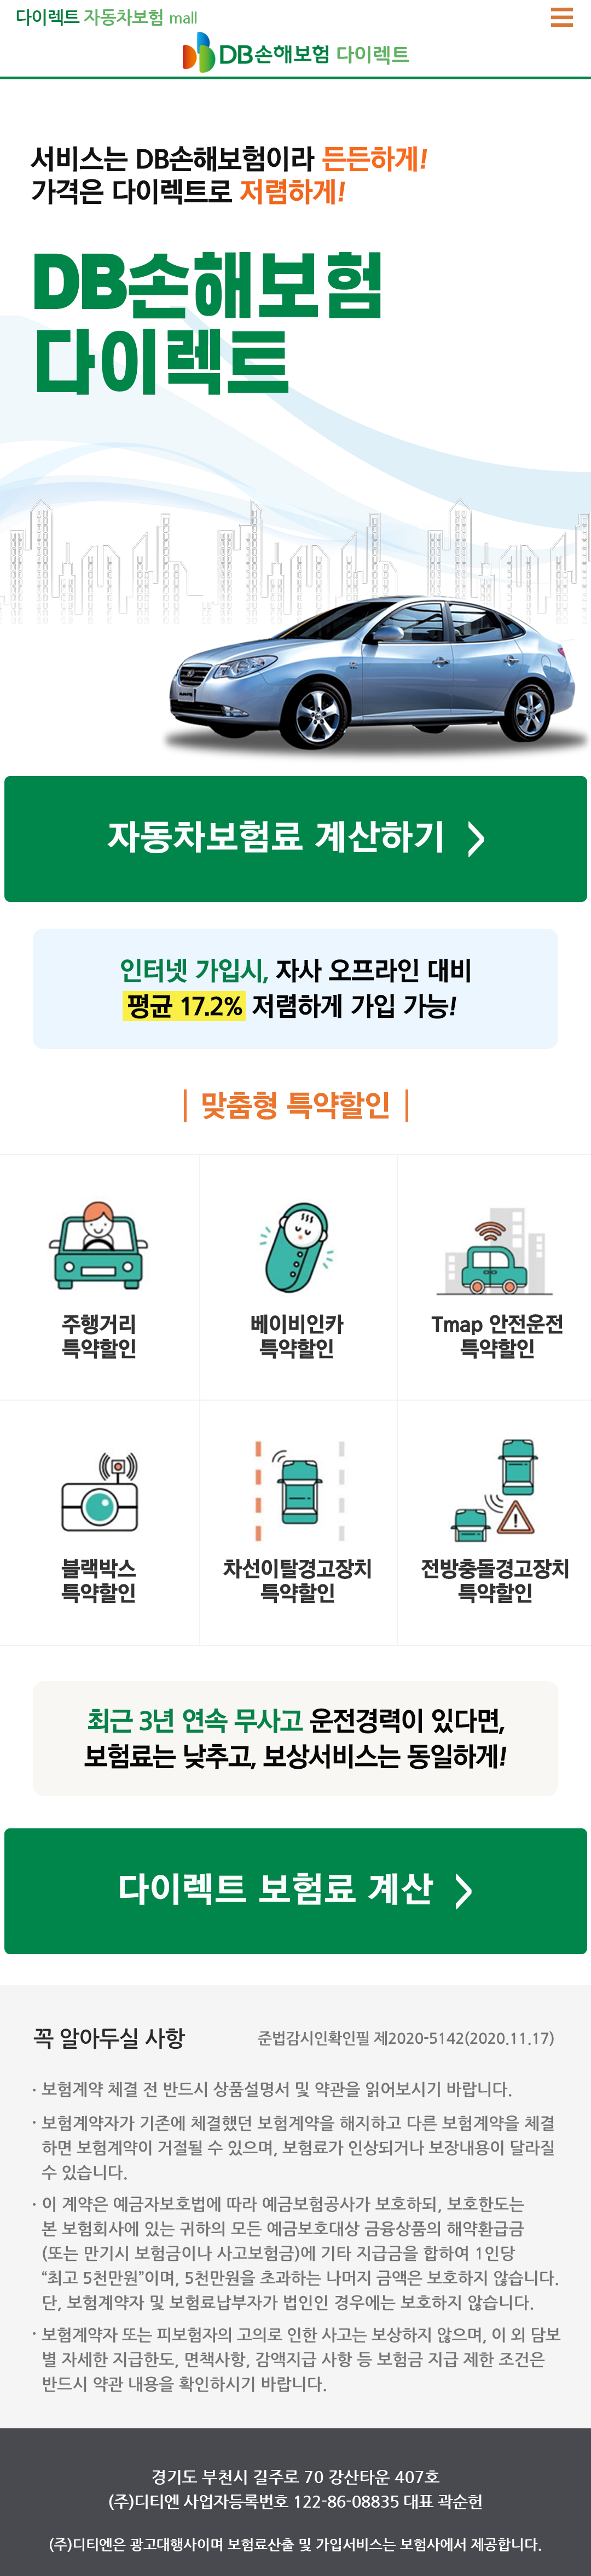 다이렉트 자동차보험 mall
DB손해보험 다이렉트
서비스는 DB손해보험이라 든든하게!
가격은 다이렉트로 저렴하게!
DB손해보험
다이렉트
자동차보험료 계산하기 >
인터넷 가입시, 자사 오프라인 대비
평균 17.2% 저렴하게 가입 가능!
| 맞춤형 특약할인 |
주행거리
특약할인
베이비인카
특약할인
Tmap 안전운전
특약할인
블랙박스
특약할인
차선이탈경고장치
특약할인
전방충돌경고장치
특약할인
최근 3년 연속 무사고 운전경력이 있다면,
보험료는 낮추고, 보상서비스는 동일하게!
다이렉트 보험료 계산 >
꼭 알아두실 사항
준법감시인확인필 제2020-5142(2020.11.17)
· 보험계약 체결 전 반드시 상품설명서 및 약관을 읽어보시기 바랍니다.
· 보험계약자가 기존에 체결했던 보험계약을 해지하고 다른 보험계약을 체결
하면 보험계약이 거절될 수 있으며, 보험료가 인상되거나 보장내용이 달라질
수 있습니다.
· 이 계약은 예금자보호법에 따라 예금보험공사가 보호하되, 보호한도는
본 보험회사에 있는 귀하의 모든 예금보호대상 금융상품의 해약환급금
(또는 만기시 보험금이나 사고보험금)에 기타 지급금을 합하여 1인당
“최고 5천만원”이며, 5천만원을 초과하는 나머지 금액은 보호하지 않습니다.
단, 보험계약자 및 보험료납부자가 법인인 경우에는 보호하지 않습니다.
· 보험계약자 또는 피보험자의 고의로 인한 사고는 보상하지 않으며, 이 외 담보
별 자세한 지급한도, 면책사항, 감액지급 사항 등 보험금 지급 제한 조건은
반드시 약관 내용을 확인하시기 바랍니다.
경기도 부천시 길주로 70 강산타운 407호
(주)디티엔 사업자등록번호 122-86-08835 대표 곽순헌
(주)디티엔은 광고대행사이며 보험료산출 및 가입서비스는 보험사에서 제공합니다.